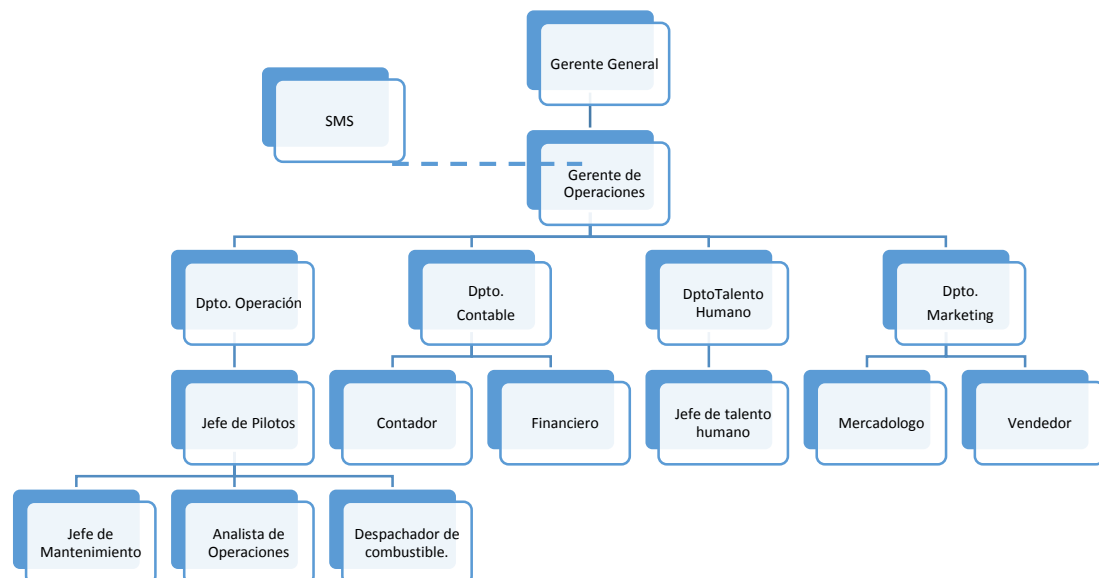 Gerente General
SMS
Gerente de
Operaciones
Dpto. Operación
Dpto.
Contable
DptoTalento
Humano
Dpto.
Marketing
Jefe de Pilotos
Contador
Financiero
Jefe de talento
humano
Mercadologo
Vendedor
Jefe de
Mantenimiento
Analista de
Operaciones
Despachador de
combustible.